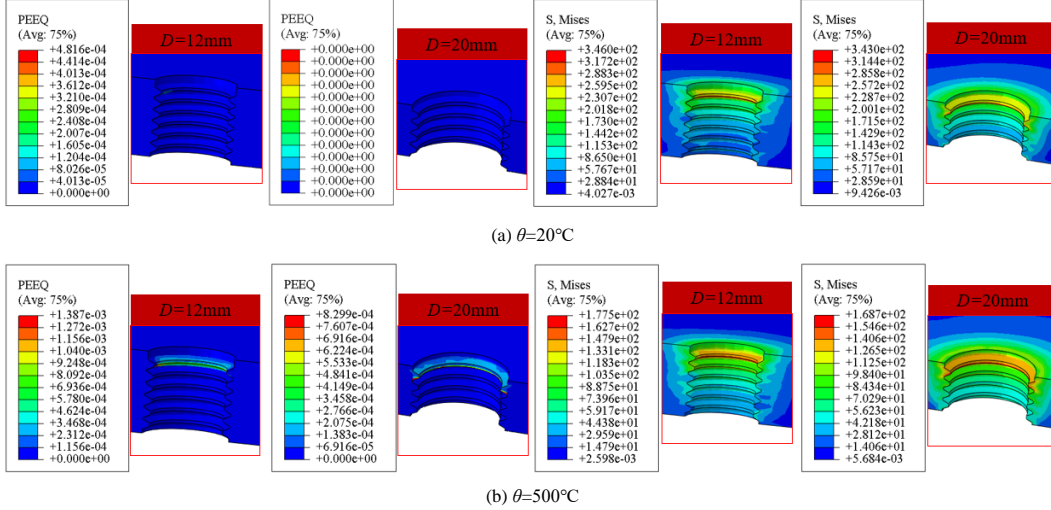 PEEQ
(Avg: 75%)
+4.816e-04
+4.414e-04
+4.013e-04
+3.612e-04
+3.210e-04
+2.809e-04
+2.408e-04
+2.007e-04
+1.605e-04
+1.204e-04
+8.026e-05
+4.013e-05
+0.000e+00
D=12mm
PEEQ
(Avg: 75%)
+0.000e+00
+0.000e+00
+0.000e+00
+0.000e+00
+0.000e+00
+0.000e+00
+0.000e+00
+0.000e+00
+0.000e+00
+0.000e+00
+0.000e+00
+0.000e+00
+0.000e+00
D=20mm
S, Mises
(Avg: 75%)
+3.460e+02
+3.172e+02
+2.883e+02
+2.595e+02
+2.307e+02
+2.018e+02
+1.730e+02
+1.442e+02
+1.153e+02
+8.650e+01
+5.767e+01
+2.884e+01
+4.027e-03
D=12mm
S, Mises
(Avg: 75%)
+3.430e+02
+3.144e+02
+2.858e+02
+2.572e+02
+2.287e+02
+2.001e+02
+1.715e+02
+1.429e+02
+1.143e+02
+8.575e+01
+5.717e+01
+2.859e+01
+9.426e-03
D=20mm
(a) θ=20℃
PEEQ
(Avg: 75%)
+1.387e-03
+1.272e-03
+1.156e-03
+1.040e-03
+9.248e-04
+8.092e-04
+6.936e-04
+5.780e-04
+4.624e-04
+3.468e-04
+2.312e-04
+1.156e-04
+0.000e+00
D=12mm
PEEQ
(Avg: 75%)
+8.299e-04
+7.607e-04
+6.916e-04
+6.224e-04
+5.533e-04
+4.841e-04
+4.149e-04
+3.458e-04
+2.766e-04
+2.075e-04
+1.383e-04
+6.916e-05
+0.000e+00
D=20mm
S, Mises
(Avg: 75%)
+1.775e+02
+1.627e+02
+1.479e+02
+1.331e+02
+1.183e+02
+1.035e+02
+8.875e+01
+7.396e+01
+5.917e+01
+4.438e+01
+2.959e+01
+1.479e+01
+2.598e-03
D=12mm
S, Mises
(Avg: 75%)
+1.687e+02
+1.546e+02
+1.406e+02
+1.265e+02
+1.125e+02
+9.840e+01
+8.434e+01
+7.029e+01
+5.623e+01
+4.218e+01
+2.812e+01
+1.406e+01
+5.684e-03
D=20mm
(b) θ=500℃